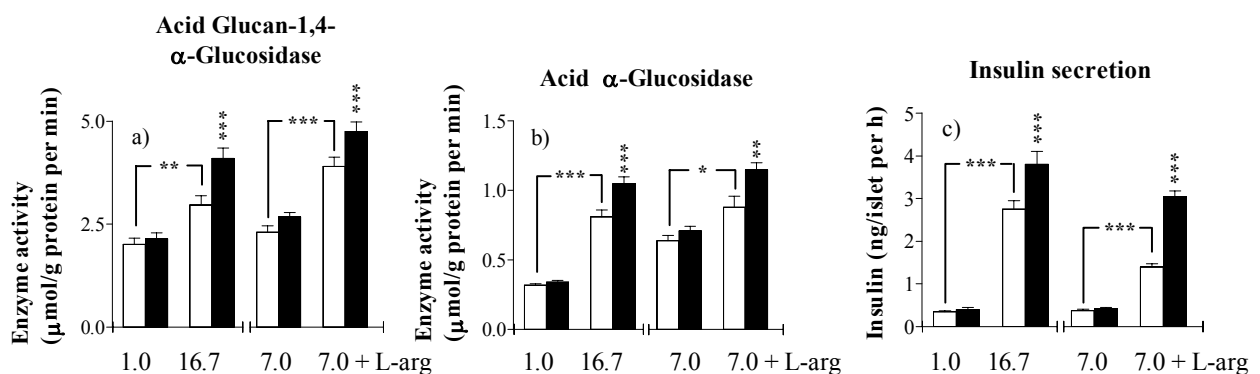 Acid Glucan-1,4-
α-Glucosidase
Enzyme activity
(µmol/g protein per min)
5.0
2.5
0.0
a)
**
***
***
***
1.0 16.7 7.0 7.0 + L-arg
Acid α-Glucosidase
Enzyme activity
(µmol/g protein per min)
1.5
1.0
0.5
0.0
b)
***
***
*
**
1.0 16.7 7.0 7.0 + L-arg
Insulin secretion
Insulin (ng/islet per h)
5
4
3
2
1
0
c)
***
***
***
***
1.0 16.7 7.0 7.0 + L-arg